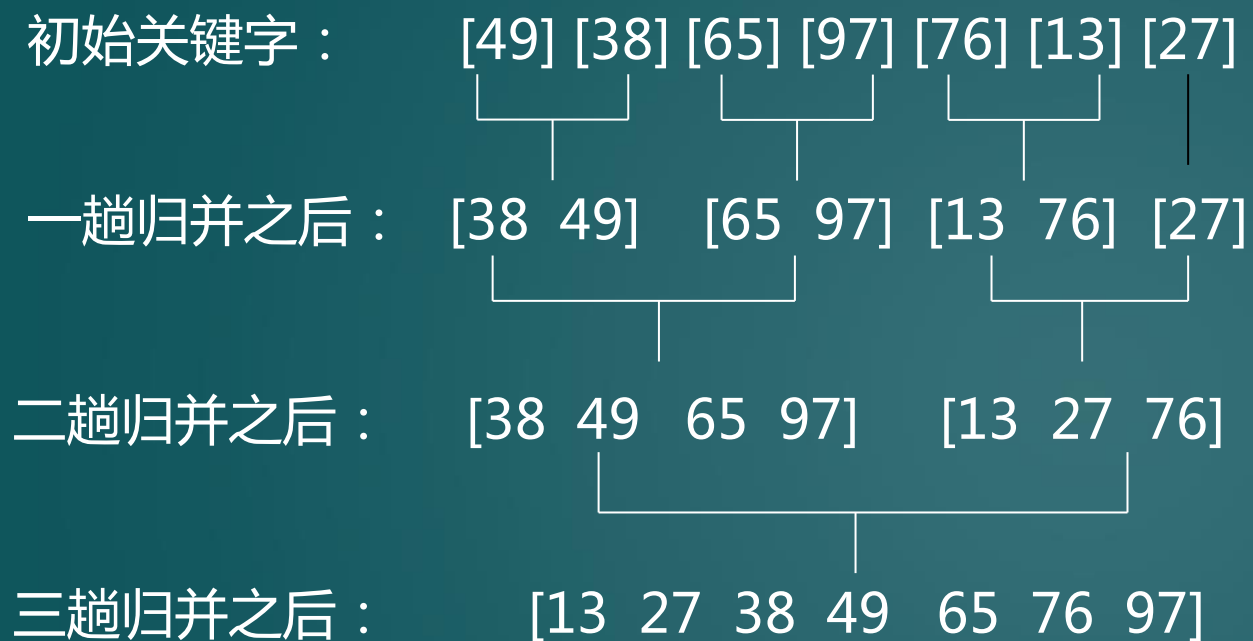 初始关键字： [49] [38] [65] [97] [76] [13] [27]
一趟归并之后： [38 49] [65 97] [13 76] [27]
二趟归并之后： [38 49 65 97] [13 27 76]
三趟归并之后： [13 27 38 49 65 76 97]